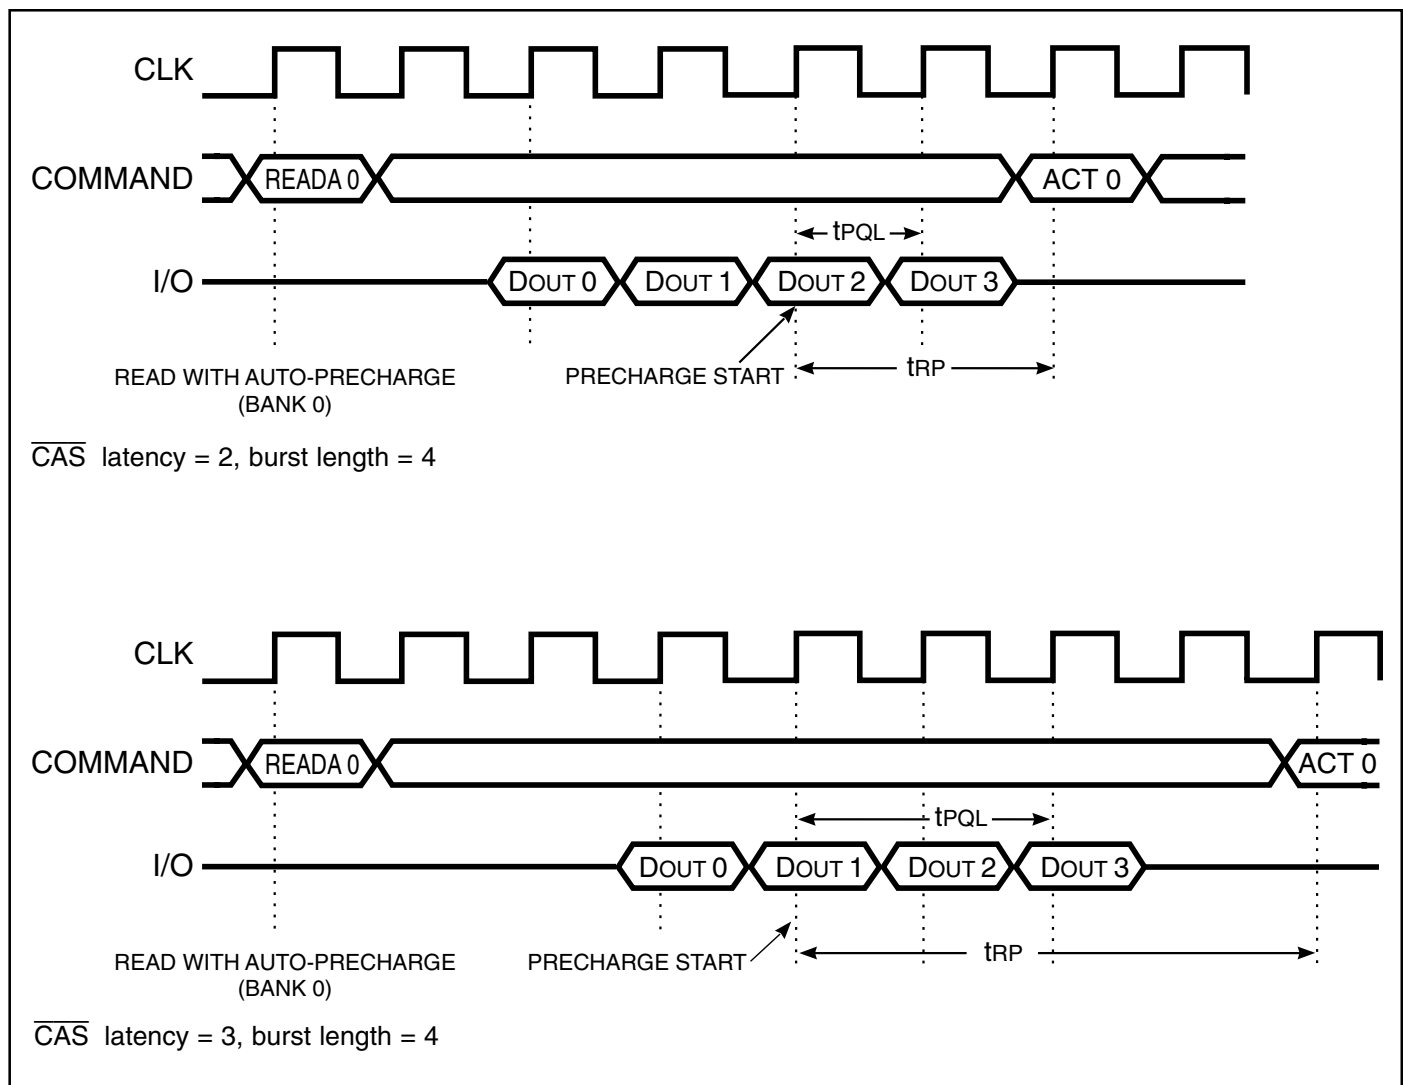 CLK
COMMAND READA 0 ACT 0
tPQL
I/O DOUT 0 DOUT 1 DOUT 2 DOUT 3
READ WITH AUTO-PRECHARGE
(BANK 0)
PRECHARGE START
tRP
CAS latency = 2, burst length = 4
CLK
COMMAND READA 0 ACT 0
tPQL
I/O DOUT 0 DOUT 1 DOUT 2 DOUT 3
READ WITH AUTO-PRECHARGE
(BANK 0)
PRECHARGE START
tRP
CAS latency = 3, burst length = 4